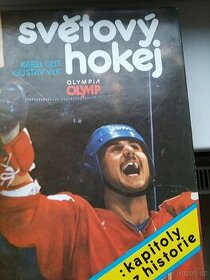 světový
hokej
KAREL GUT
GUSTAV VLK
OLYMPIA
OLYMP
: kapitoly
z historie